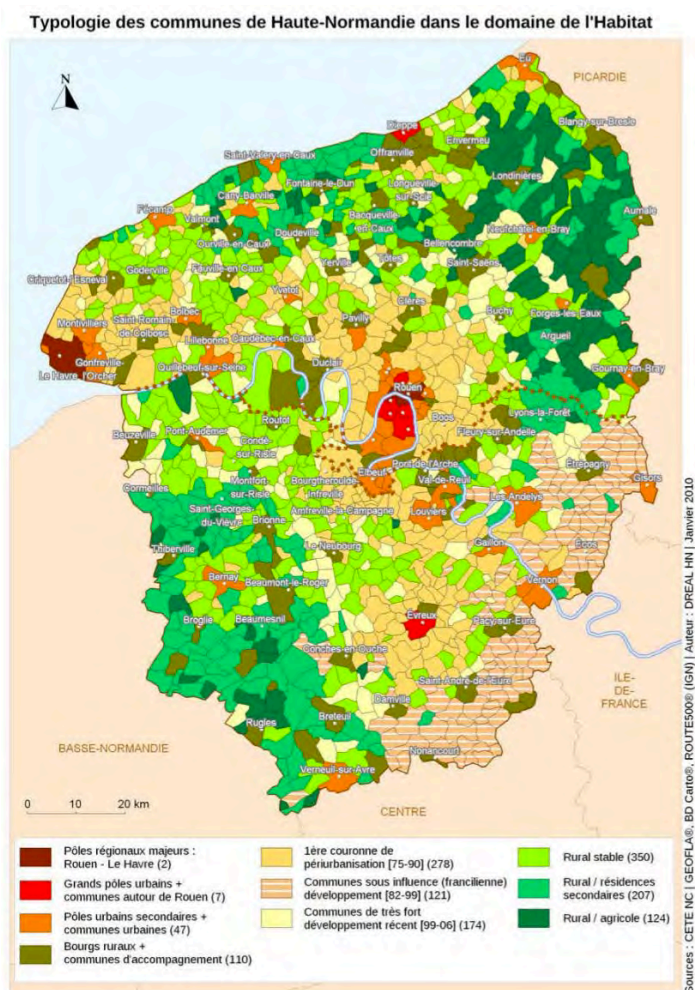 Typologie des communes de Haute-Normandie dans le domaine de l'Habitat
N
PICARDIE
Eu
Blangy-sur-Bresle
Dieppe
Envermeu
Offranville
Saint-Valery-en-Caux
Londinières
Fontaine-le-Dun
Longueville-
sur-Scie
Cany-Barville
Aumale
Fécamp
Valmont
Bacqueville-
en-Caux
Neufchâtel-en-Bray
Doudeville
Ourville-en-Caux
Bellencombre
Tôtes
Saint-Saëns
Yerville
Fauville-en-Caux
Goderville
Criquetot-l'Esneval
Yvetot
Clères
Buchy
Forges-les-Eaux
Bolbec
Pavilly
Montivilliers
Saint-Romain-
de-Colbosc
Argueil
Lillebonne
Caudebec-en-Caux
Gonfreville-
l'Orcher
Le Havre
Quillebeuf-sur-Seine
Duclair
Gournay-en-Bray
Rouen
Lyons-la-Forêt
Boos
Routot
Fleury-sur-Andelle
Beuzeville
Pont-Audemer
Condé-
sur-Risle
Pont-de-l'Arche
Etrépagny
Elbeuf
Val-de-Reuil
Gisors
Cormeilles
Montfort-
sur-Risle
Bourgtheroulde-
Infreville
Les Andelys
Saint-Georges-
du-Vièvre
Amfreville-la-Campagne
Louviers
Brionne
Thiberville
Le Neubourg
Gaillon
Ecos
Bernay
Beaumont-le-Roger
Vernon
Broglie
Beaumesnil
Evreux
Pacy-sur-Eure
Conches-en-Ouche
Saint-André-de-l'Eure
ILE-
DE-
FRANCE
Damville
Rugles
Breteuil
BASSE-NORMANDIE
Nonancourt
Verneuil-sur-Avre
0 10 20 km
CENTRE
Pôles régionaux majeurs :
Rouen - Le Havre (2)
Grands pôles urbains +
communes autour de Rouen (7)
Pôles urbains secondaires +
communes urbaines (47)
Bourgs ruraux +
communes d'accompagnement (110)
1ère couronne de
périurbanisation [75-90] (278)
Communes sous influence (francilienne)
développement [82-99] (121)
Communes de très fort
développement récent [99-06] (174)
Rural stable (350)
Rural / résidences
secondaires (207)
Rural / agricole (124)
Sources : CETE NC | GEOFLA®, BD Carto®, ROUTE500® (IGN) | Auteur : DREAL HN | Janvier 2010